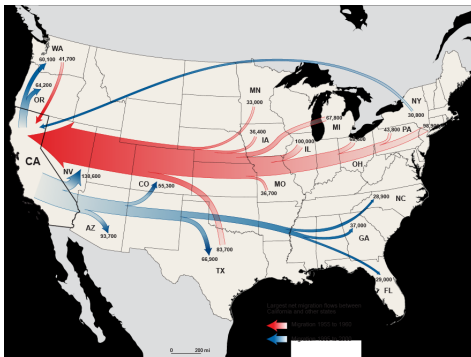 WA
60,100 41,700
64,200
OR
MN
33,000
NY
30,800
67,800
MI
36,400
IA
100,000
IL
43,800
PA
OH
CA
NV
138,600
CO
55,300
MO
36,700
28,900
NC
37,000
GA
AZ
93,700
83,700
66,900
TX
29,000
FL
Largest net migration flows between
California and other states
0 200 mi